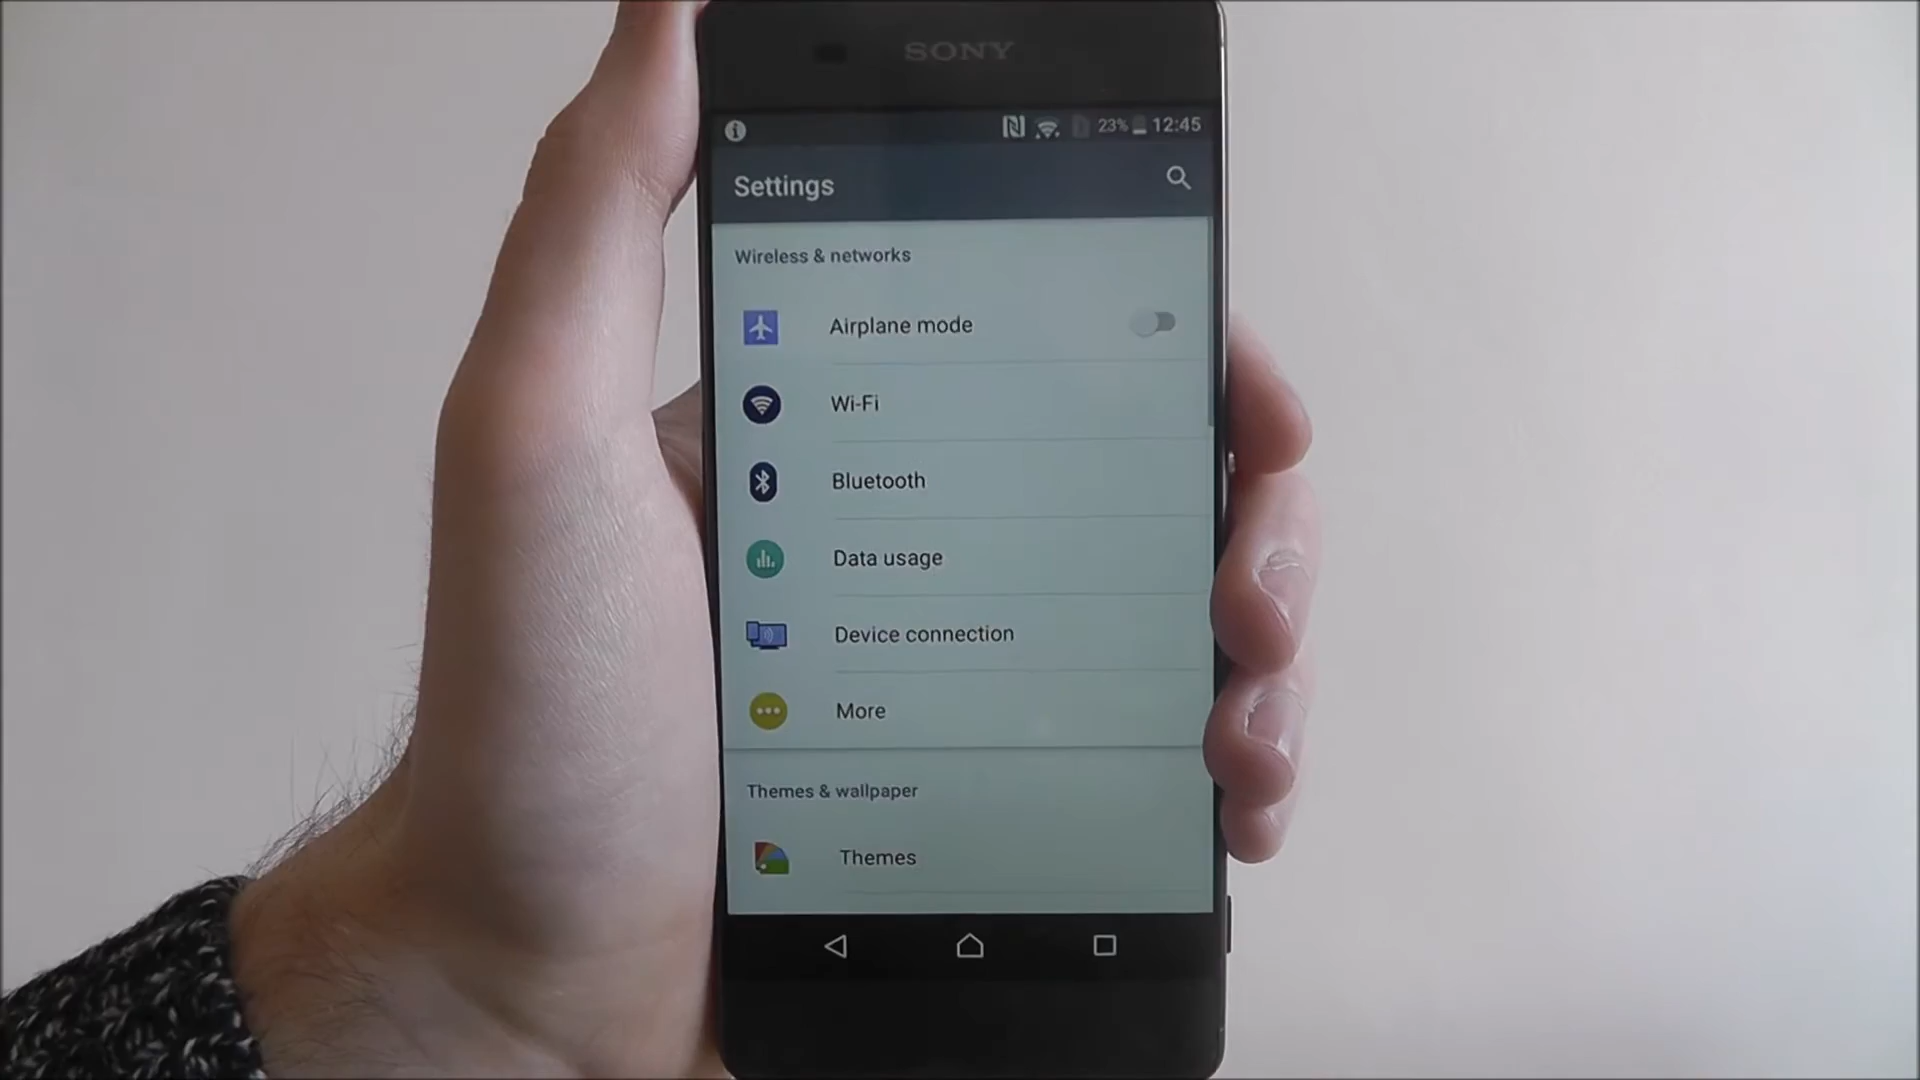 SONY
23% 12:45
Settings
Wireless & networks
Airplane mode
Wi-Fi
Bluetooth
Data usage
Device connection
More
Themes & wallpaper
Themes